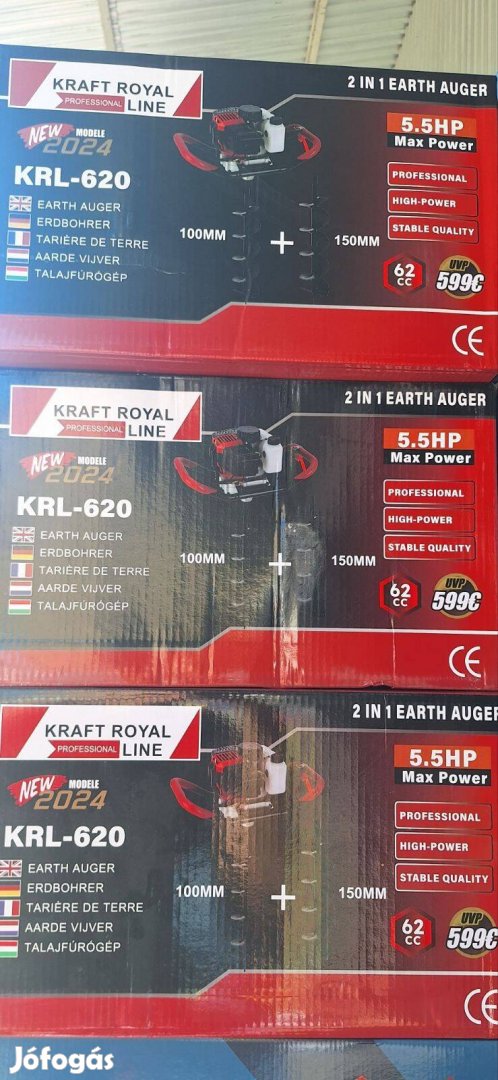 KRAFT ROYAL
PROFESSIONAL LINE
2 IN 1 EARTH AUGER
NEW MODELE
2024
5.5HP
Max Power
KRL-620
PROFESSIONAL
HIGH-POWER
STABLE QUALITY
EARTH AUGER
ERDBOHRER
TARIÈRE DE TERRE
AARDE VIJVER
TALAJFÚRÓGÉP
100MM + 150MM
62
CC
UVP
599€
CE
KRAFT ROYAL
PROFESSIONAL LINE
2 IN 1 EARTH AUGER
NEW MODELE
2024
5.5HP
Max Power
KRL-620
PROFESSIONAL
HIGH-POWER
STABLE QUALITY
EARTH AUGER
ERDBOHRER
TARIÈRE DE TERRE
AARDE VIJVER
TALAJFÚRÓGÉP
100MM + 150MM
62
CC
UVP
599€
CE
KRAFT ROYAL
PROFESSIONAL LINE
2 IN 1 EARTH AUGER
NEW MODELE
2024
5.5HP
Max Power
KRL-620
PROFESSIONAL
HIGH-POWER
STABLE QUALITY
EARTH AUGER
ERDBOHRER
TARIÈRE DE TERRE
AARDE VIJVER
TALAJFÚRÓGÉP
100MM + 150MM
62
CC
UVP
599€
CE
Jófogás